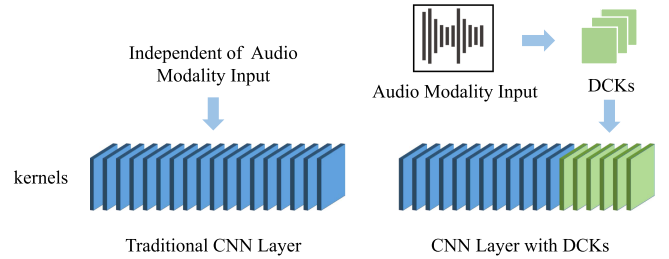 Independent of Audio
Modality Input
Audio Modality Input
DCKs
kernels
Traditional CNN Layer
CNN Layer with DCKs